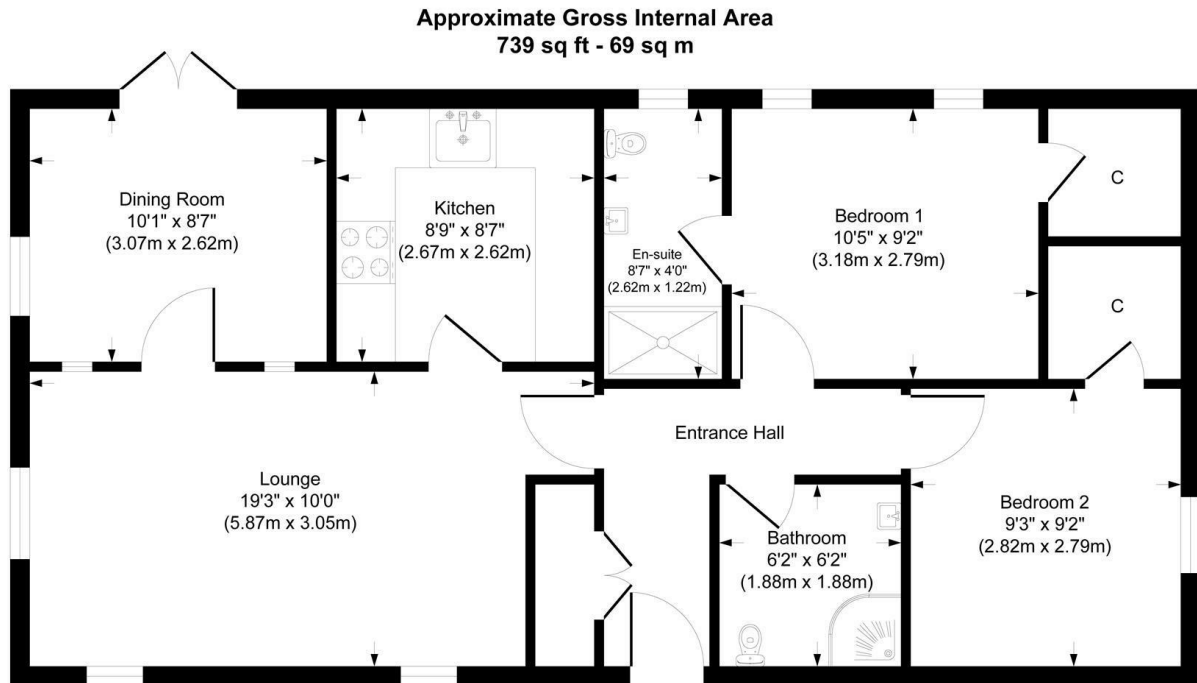 Approximate Gross Internal Area
739 sq ft - 69 sq m
Dining Room
10'1" x 8'7"
(3.07m x 2.62m)
Kitchen
8'9" x 8'7"
(2.67m x 2.62m)
En-suite
8'7" x 4'0"
(2.62m x 1.22m)
Bedroom 1
10'5" x 9'2"
(3.18m x 2.79m)
C
C
Entrance Hall
Lounge
19'3" x 10'0"
(5.87m x 3.05m)
Bathroom
6'2" x 6'2"
(1.88m x 1.88m)
Bedroom 2
9'3" x 9'2"
(2.82m x 2.79m)